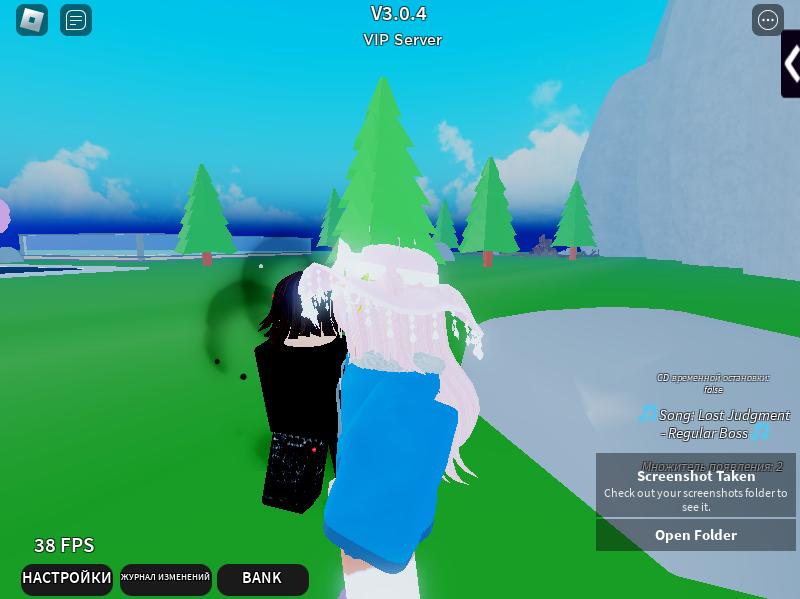 V3.0.4
VIP Server
CD временной остановки:
false
🎵Song: Lost Judgment
- Regular Boss🎵
Множитель появления: 2
Screenshot Taken
Check out your screenshots folder to
see it.
Open Folder
38 FPS
НАСТРОЙКИ
ЖУРНАЛ ИЗМЕНЕНИЙ
BANK